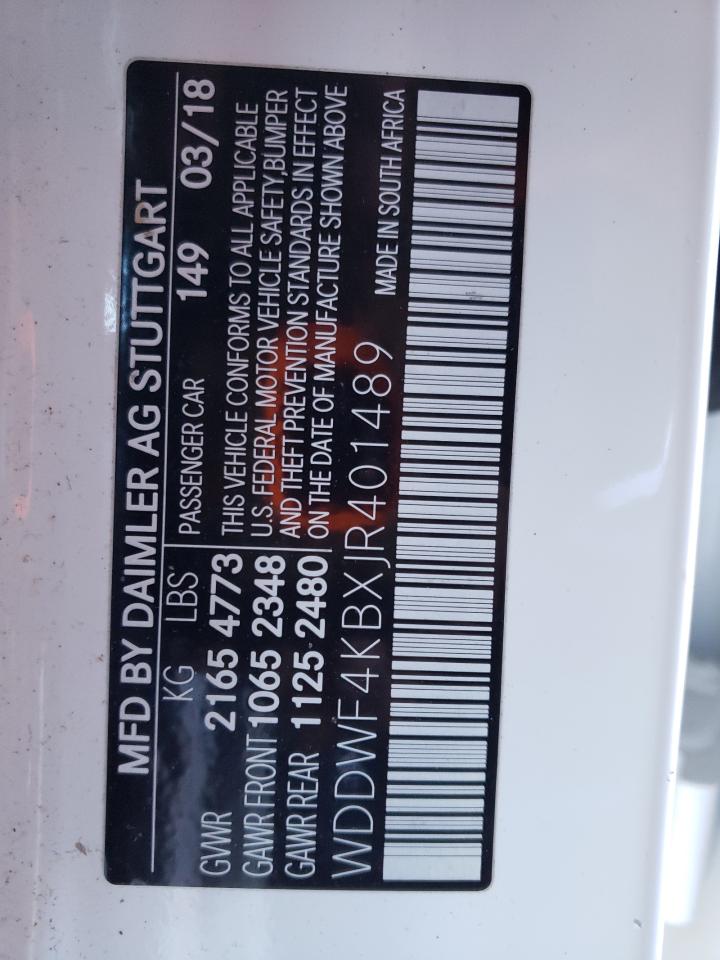 MFD BY DAIMLER AG STUTTGART
KG LBS PASSENGER CAR 149 03/18
GVWR 2165 4773 THIS VEHICLE CONFORMS TO ALL APPLICABLE
U.S. FEDERAL MOTOR VEHICLE SAFETY,BUMPER
GAWR FRONT 1065 2348 AND THEFT PREVENTION STANDARDS IN EFFECT
GAWR REAR 1125 2480 ON THE DATE OF MANUFACTURE SHOWN ABOVE
WDDWF4KBXJR401489 MADE IN SOUTH AFRICA